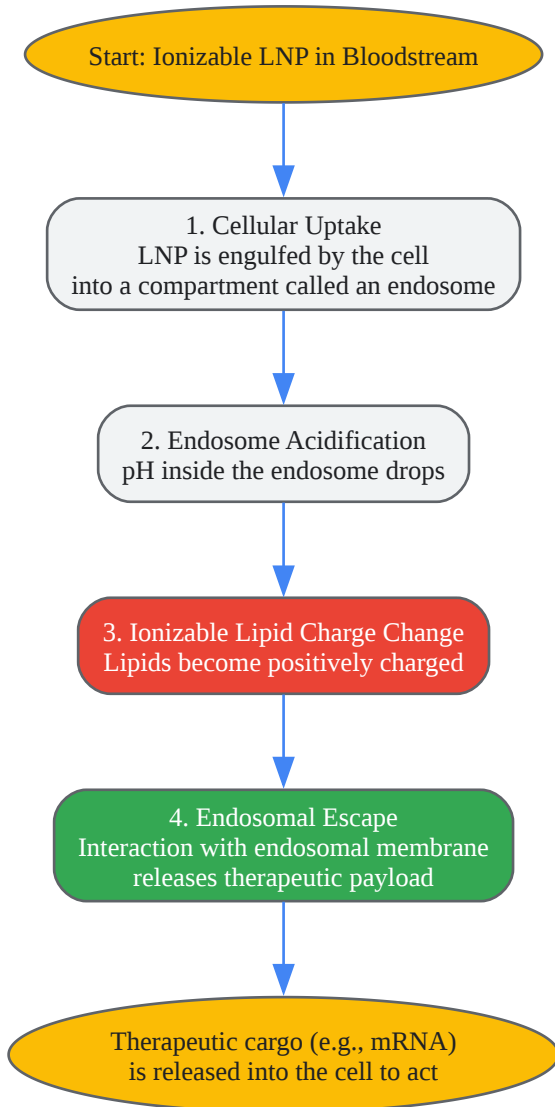 Start: Ionizable LNP in Bloodstream
1. Cellular Uptake
LNP is engulfed by the cell
into a compartment called an endosome
2. Endosome Acidification
pH inside the endosome drops
3. Ionizable Lipid Charge Change
Lipids become positively charged
4. Endosomal Escape
Interaction with endosomal membrane
releases therapeutic payload
Therapeutic cargo (e.g., mRNA)
is released into the cell to act